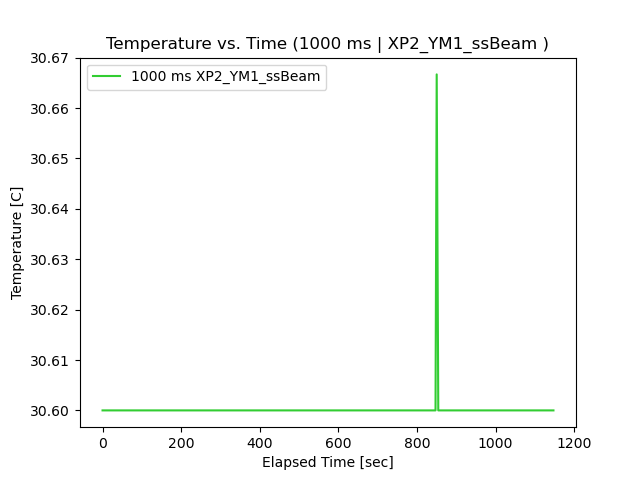 Temperature vs. Time (1000 ms | XP2_YM1_ssBeam )
1000 ms XP2_YM1_ssBeam
Temperature [C]
30.67
30.66
30.65
30.64
30.63
30.62
30.61
30.60
0 200 400 600 800 1000 1200
Elapsed Time [sec]